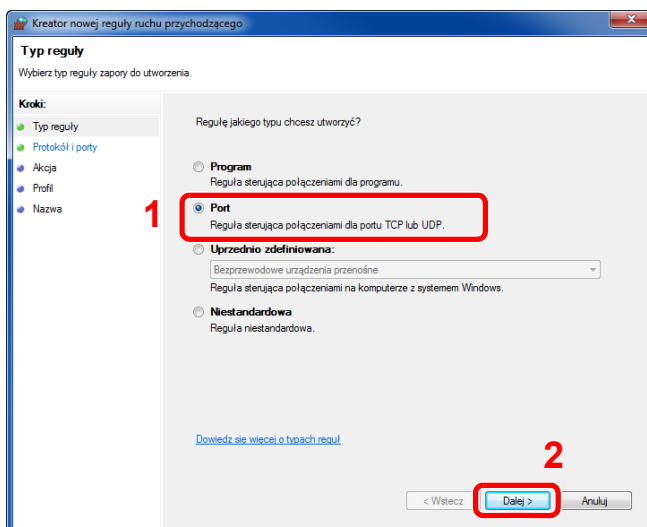 Kreator nowej reguły ruchu przychodzącego
Typ reguły
Wybierz typ reguły zapory do utworzenia.
Kroki:
Typ reguły
Protokół i porty
Akcja
Profil
Nazwa
Regułę jakiego typu chcesz utworzyć?
Program
Reguła sterująca połączeniami dla programu.
1
Port
Reguła sterująca połączeniami dla portu TCP lub UDP.
Uprzednio zdefiniowana:
Bezprzewodowe urządzenia przenośne
Reguła sterująca połączeniami na komputerze z systemem Windows.
Niestandardowa
Reguła niestandardowa.
Dowiedz się więcej o typach reguł
2
< Wstecz Dalej > Anuluj